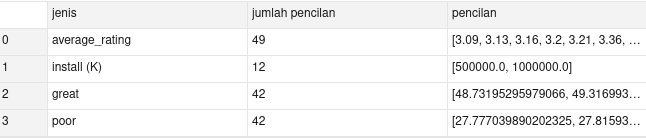 jenis jumlah pencilan pencilan
0 average_rating 49 [3.09, 3.13, 3.16, 3.2, 3.21, 3.36, ...
1 install (K) 12 [500000.0, 1000000.0]
2 great 42 [48.73195295979066, 49.316993...
3 poor 42 [27.777039890202325, 27.81593...